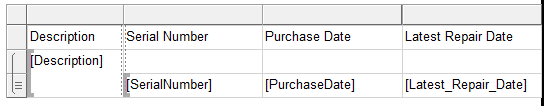 Description Serial Number Purchase Date Latest Repair Date
[Description]
[SerialNumber] [PurchaseDate] [Latest_Repair_Date]